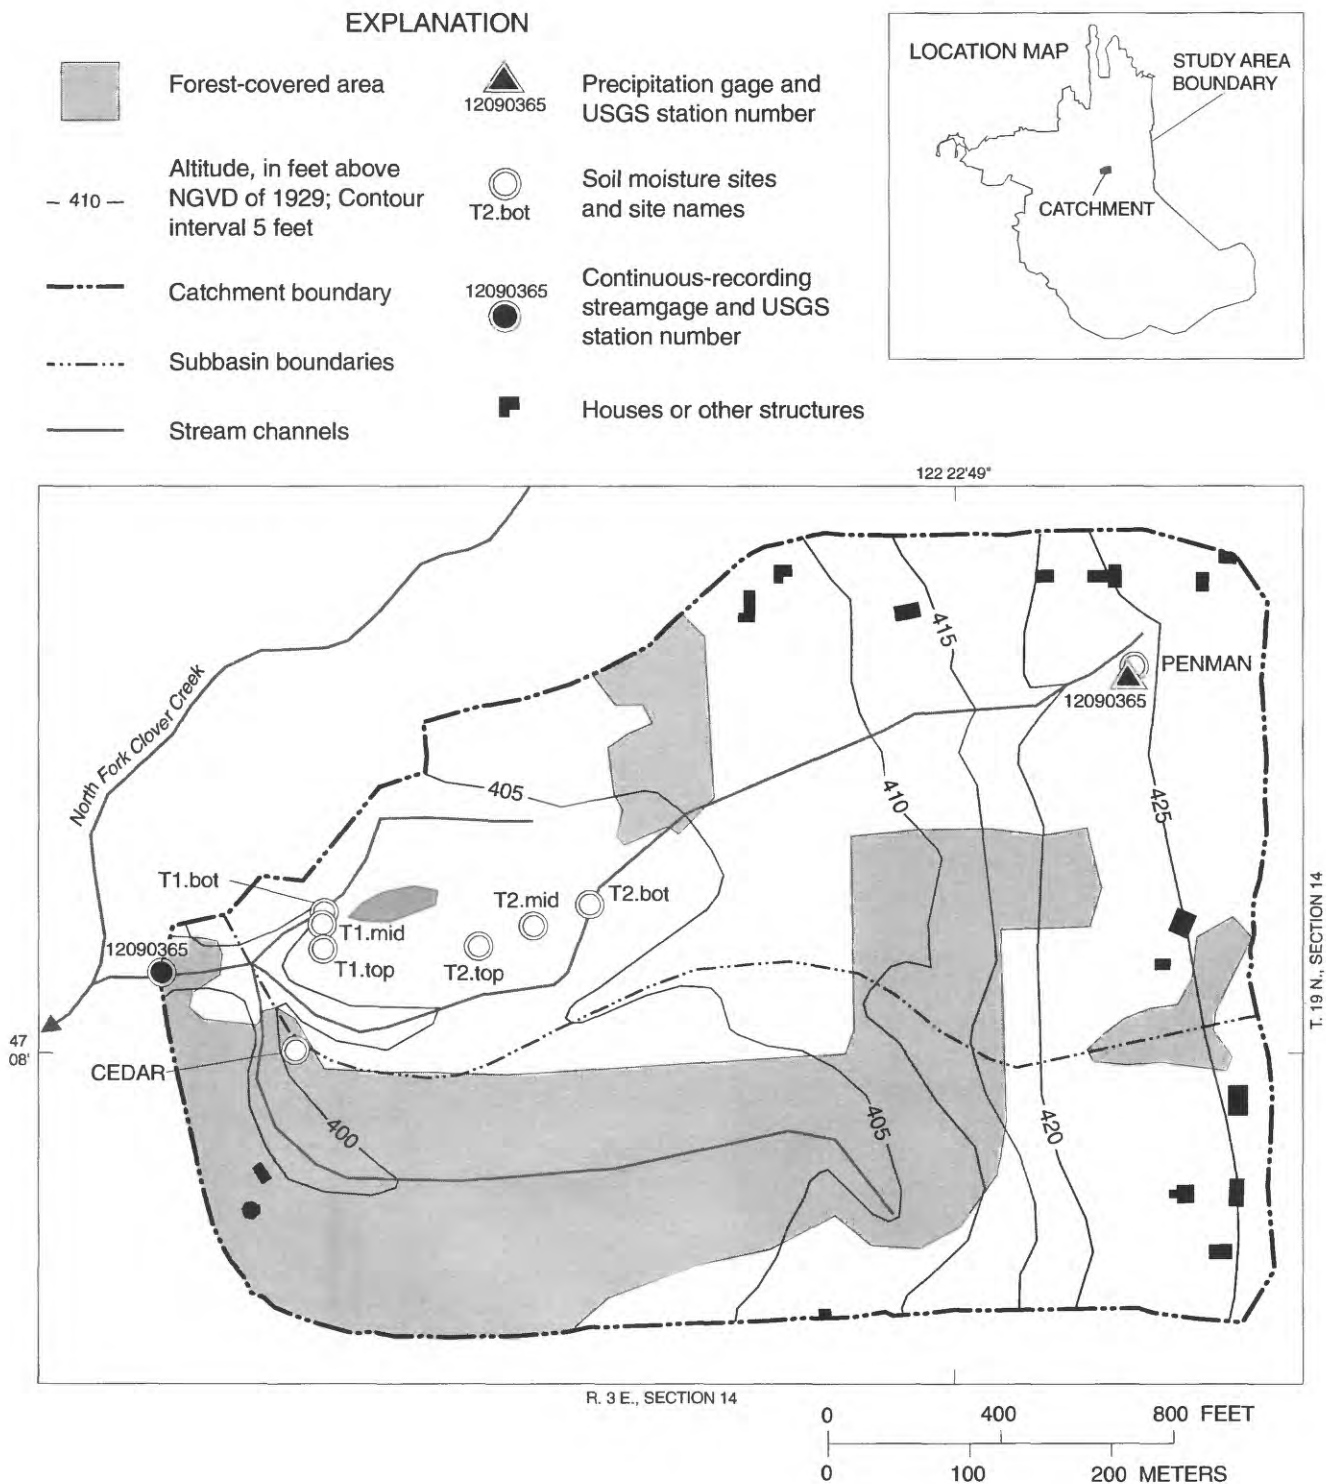 EXPLANATION
Forest-covered area
- 410 -
Altitude, in feet above
NGVD of 1929; Contour
interval 5 feet
Catchment boundary
Subbasin boundaries
Stream channels
12090365
Precipitation gage and
USGS station number
T2.bot
Soil moisture sites
and site names
12090365
Continuous-recording
streamgage and USGS
station number
Houses or other structures
LOCATION MAP
STUDY AREA
BOUNDARY
CATCHMENT
122 22'49"
North Fork Clover Creek
415
PENMAN
12090365
405
410
425
T1.bot
T2.mid
T2.bot
T1.mid
12090365
T1.top
T2.top
T. 19 N., SECTION 14
47
08'
CEDAR
400
405
420
R. 3 E., SECTION 14
0 400 800 FEET
0 100 200 METERS